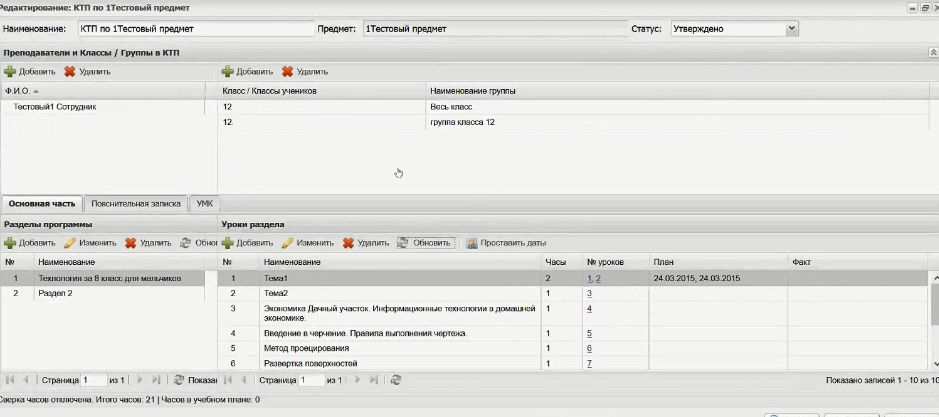 Редактирование: КТП по 1Тестовый предмет
Наименование: КТП по 1Тестовый предмет Предмет: 1Тестовый предмет Статус: Утверждено
Преподаватели и Классы / Группы в КТП
Добавить Удалить Добавить Удалить
Ф.И.О. Класс / Классы учеников Наименование группы
Тестовый1 Сотрудник 12 Весь класс
12 группа класса 12
Основная часть Пояснительная записка УМК
Разделы программы Уроки раздела
Добавить Изменить Удалить Обнов Добавить Изменить Удалить Обновить Проставить даты
№ Наименование № Наименование Часы № уроков План Факт
1 Технология за 8 класс для мальчиков 1 Тема1 2 1, 2 24.03.2015, 24.03.2015
2 Раздел 2 2 Тема2 1 3
3 Экономика Дачный участок. Информационные технологии в домашней 1 4
экономике.
4 Введение в черчение. Правила выполнения чертежа. 1 5
5 Метод проецирования 1 6
6 Развертка поверхностей 1 7
Страница 1 из 1 Показан Страница 1 из 1 Показано записей 1 - 10 из 10
Сверка часов отключена. Итого часов: 21 | Часов в учебном плане: 0